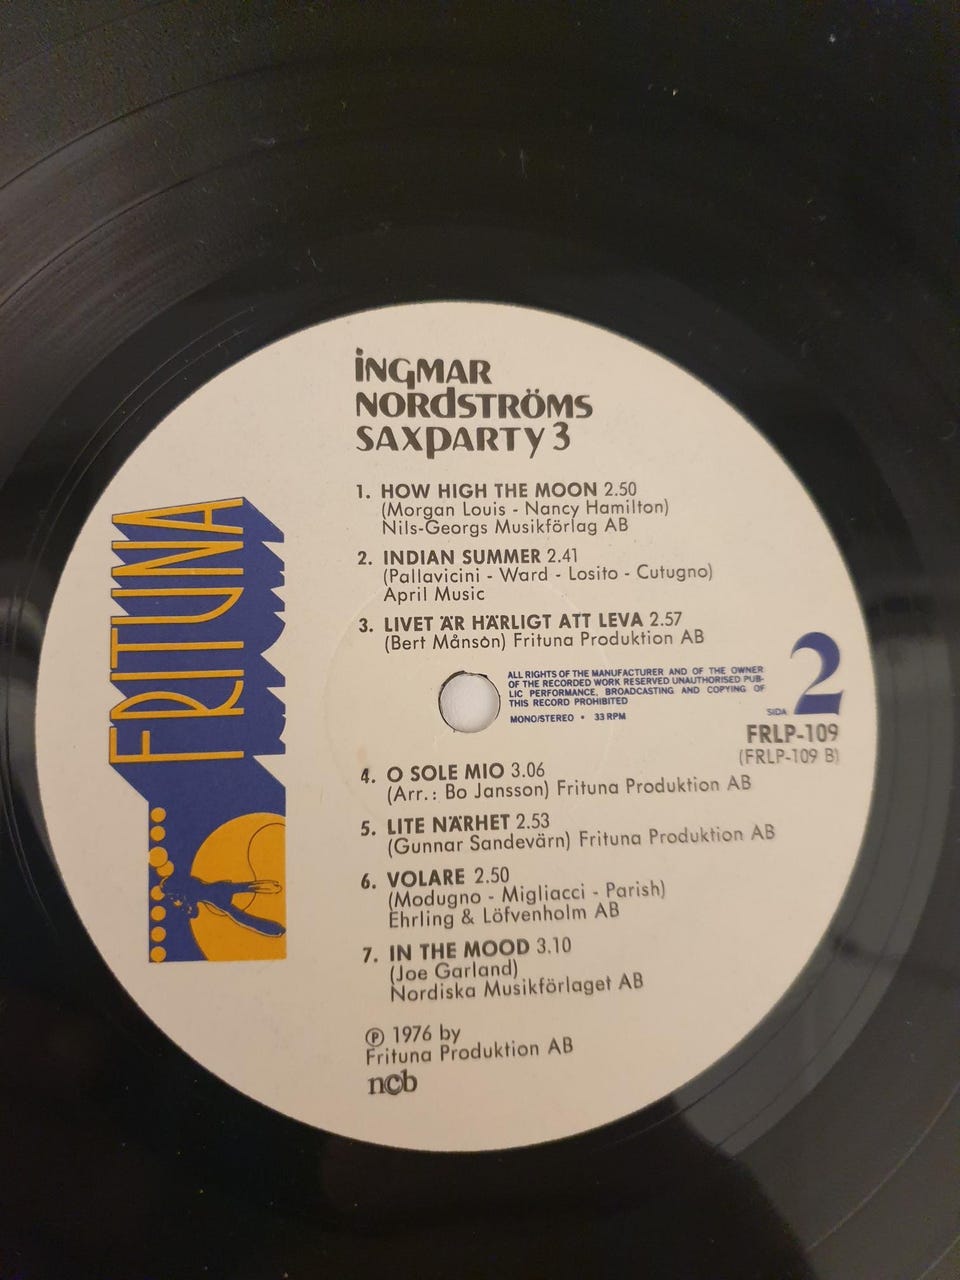 iNGMAR
NORdSTRÖMS
SAXPARTY 3
1. HOW HIGH THE MOON 2.50
(Morgan Louis - Nancy Hamilton)
Nils-Georgs Musikförlag AB
2. INDIAN SUMMER 2.41
(Pallavicini - Ward - Losito - Cutugno)
April Music
3. LIVET ÄR HÄRLIGT ATT LEVA 2.57
(Bert Månson) Frituna Produktion AB
ALL RIGHTS OF THE MANUFACTURER AND OF THE OWNER
OF THE RECORDED WORK RESERVED UNAUTHORISED PUB-
LIC PERFORMANCE, BROADCASTING AND COPYING OF
THIS RECORD PROHIBITED
MONO/STEREO • 33 RPM
SIDA 2
FRLP-109
(FRLP-109 B)
4. O SOLE MIO 3.06
(Arr.: Bo Jansson) Frituna Produktion AB
5. LITE NÄRHET 2.53
(Gunnar Sandevärn) Frituna Produktion AB
6. VOLARE 2.50
(Modugno - Migliacci - Parish)
Ehrling & Löfvenholm AB
7. IN THE MOOD 3.10
(Joe Garland)
Nordiska Musikförlaget AB
℗ 1976 by
Frituna Produktion AB
ncb
FRITUNA